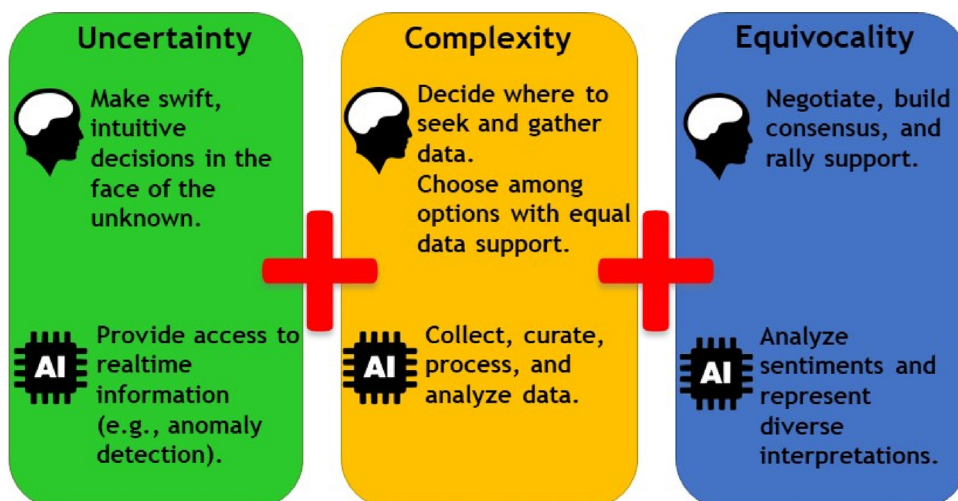 Uncertainty
Make swift,
intuitive
decisions in the
face of the
unknown.
AI
Provide access to
realtime
information
(e.g., anomaly
detection).
Complexity
Decide where to
seek and gather
data.
Choose among
options with equal
data support.
AI
Collect, curate,
process, and
analyze data.
Equivocality
Negotiate, build
consensus, and
rally support.
AI
Analyze
sentiments and
represent
diverse
interpretations.